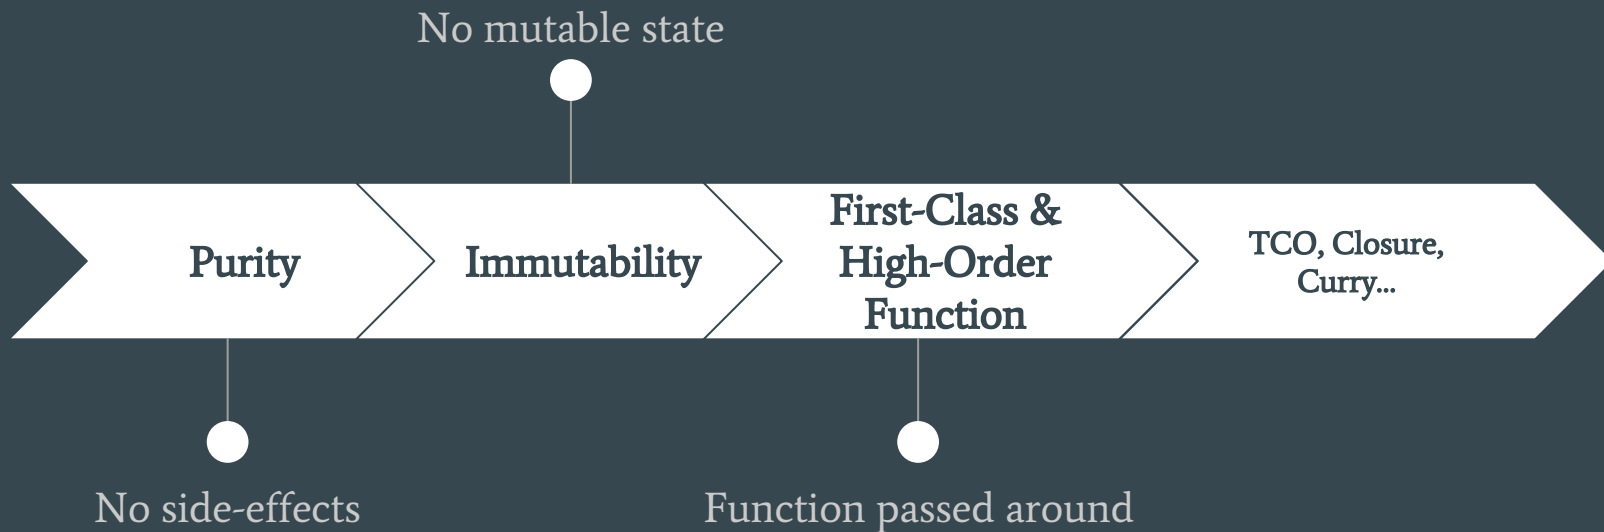 No mutable state
Purity
Immutability
First-Class &
High-Order
Function
TCO, Closure,
Curry...
No side-effects
Function passed around